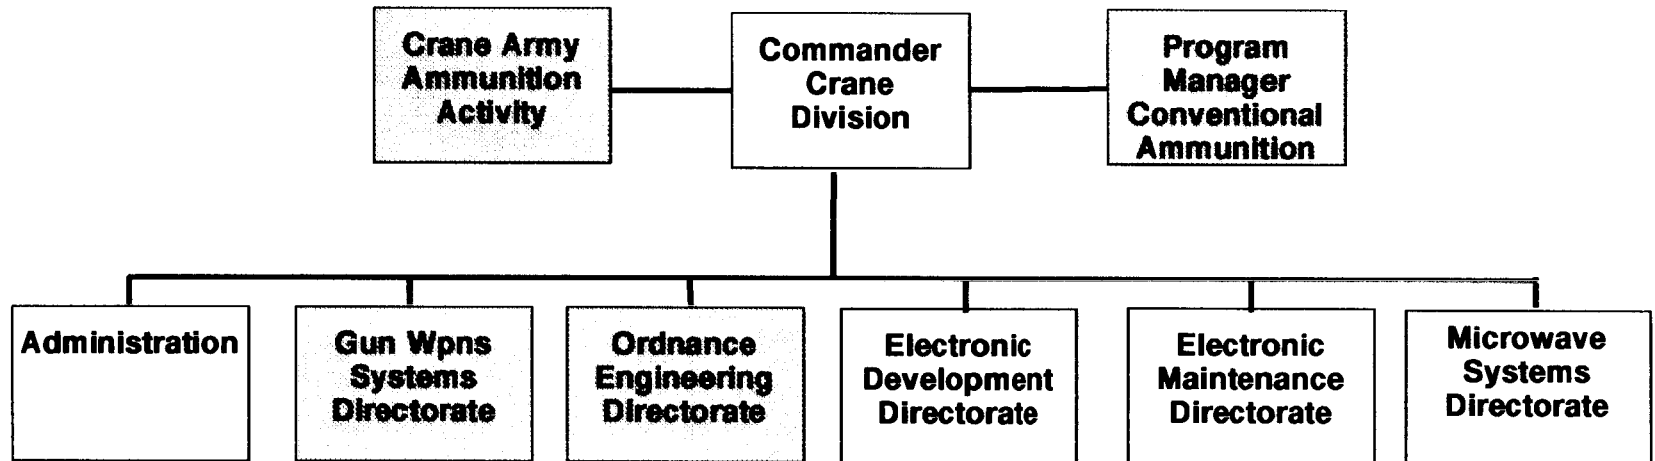 Crane Army
Ammunition
Activity
Commander
Crane
Division
Program
Manager
Conventional
Ammunition
Administration
Gun Wpns
Systems
Directorate
Ordnance
Engineering
Directorate
Electronic
Development
Directorate
Electronic
Maintenance
Directorate
Microwave
Systems
Directorate